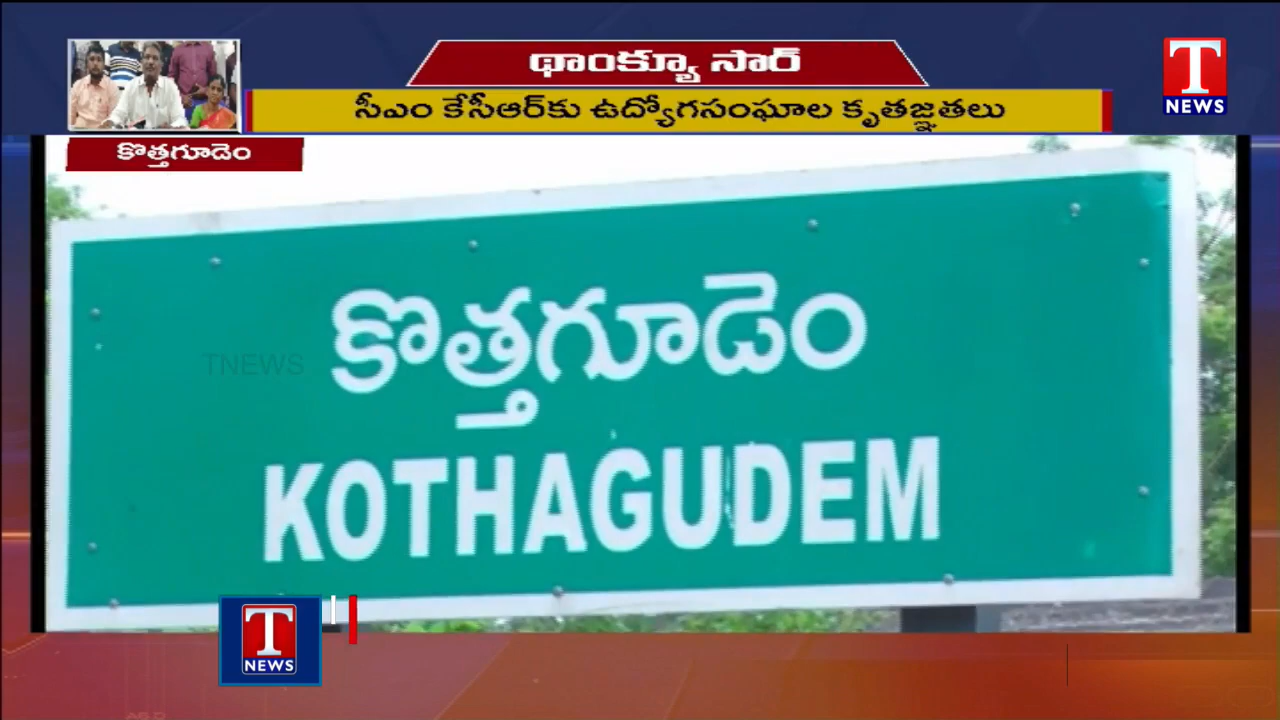 థాంక్యూ సార్
T
NEWS
సీఎం కేసీఆర్‌కు ఉద్యోగసంఘాల కృతజ్ఞతలు
కొత్తగూడెం
కొత్తగూడెం
TNEWS
KOTHAGUDEM
T
NEWS